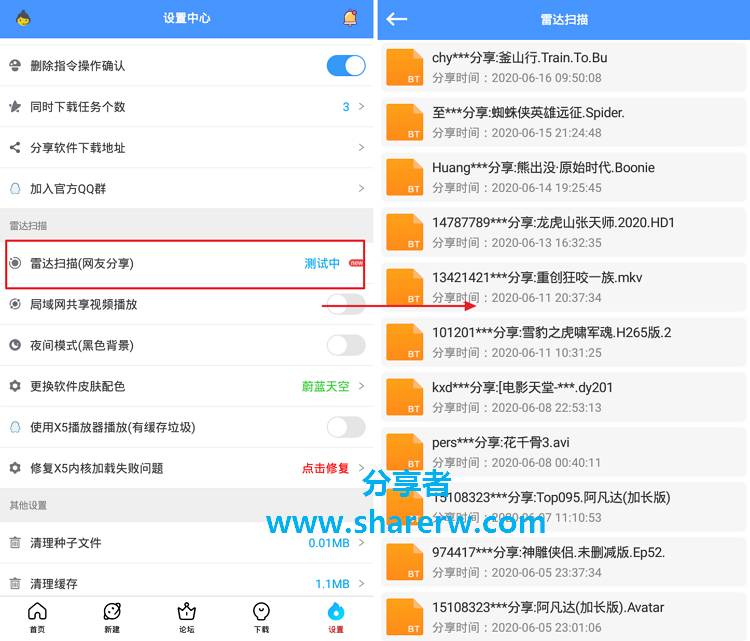 设置中心
删除指令操作确认
同时下载任务个数 3
分享软件下载地址
加入官方QQ群
雷达扫描
雷达扫描(网友分享) 测试中 new
局域网共享视频播放
夜间模式(黑色背景)
更换软件皮肤配色 蔚蓝天空
使用X5播放器播放(有缓存垃圾)
修复X5内核加载失败问题 点击修复
其他设置
清理种子文件 0.01MB
清理缓存 1.1MB
首页 新建 论坛 下载 设置
雷达扫描
chy***分享:釜山行.Train.To.Bu
分享时间：2020-06-16 09:50:08
BT
至***分享:蜘蛛侠英雄远征.Spider.
分享时间：2020-06-15 21:24:48
BT
Huang***分享:熊出没·原始时代.Boonie
分享时间：2020-06-14 19:25:45
BT
14787789***分享:龙虎山张天师.2020.HD1
分享时间：2020-06-13 16:32:35
BT
13421421***分享:重创狂咬一族.mkv
分享时间：2020-06-11 20:37:34
BT
101201***分享:雪豹之虎啸军魂.H265版.2
分享时间：2020-06-11 10:31:25
BT
kxd***分享:[电影天堂-***.dy201
分享时间：2020-06-08 22:53:13
BT
pers***分享:花千骨3.avi
分享时间：2020-06-08 00:40:11
BT
15108323***分享:Top095.阿凡达(加长版)
分享时间：2020-06-07 11:10:53
BT
974417***分享:神雕侠侣.未删减版.Ep52.
分享时间：2020-06-05 23:37:34
BT
15108323***分享:阿凡达(加长版).Avatar
分享时间：2020-06-05 23:01:06
BT
分享者
www.sharerw.com